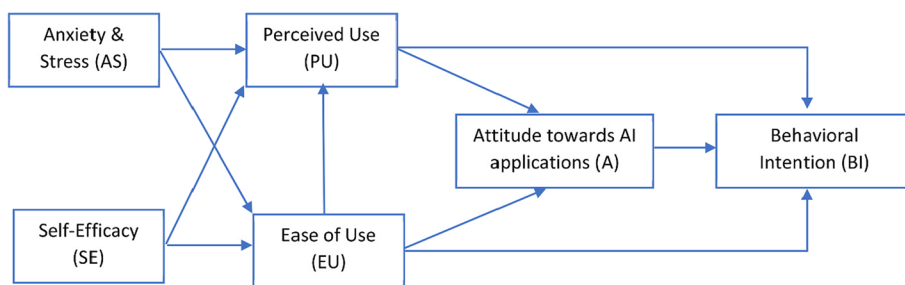 Anxiety &
Stress (AS)
Perceived Use
(PU)
Attitude towards AI
applications (A)
Behavioral
Intention (BI)
Self-Efficacy
(SE)
Ease of Use
(EU)